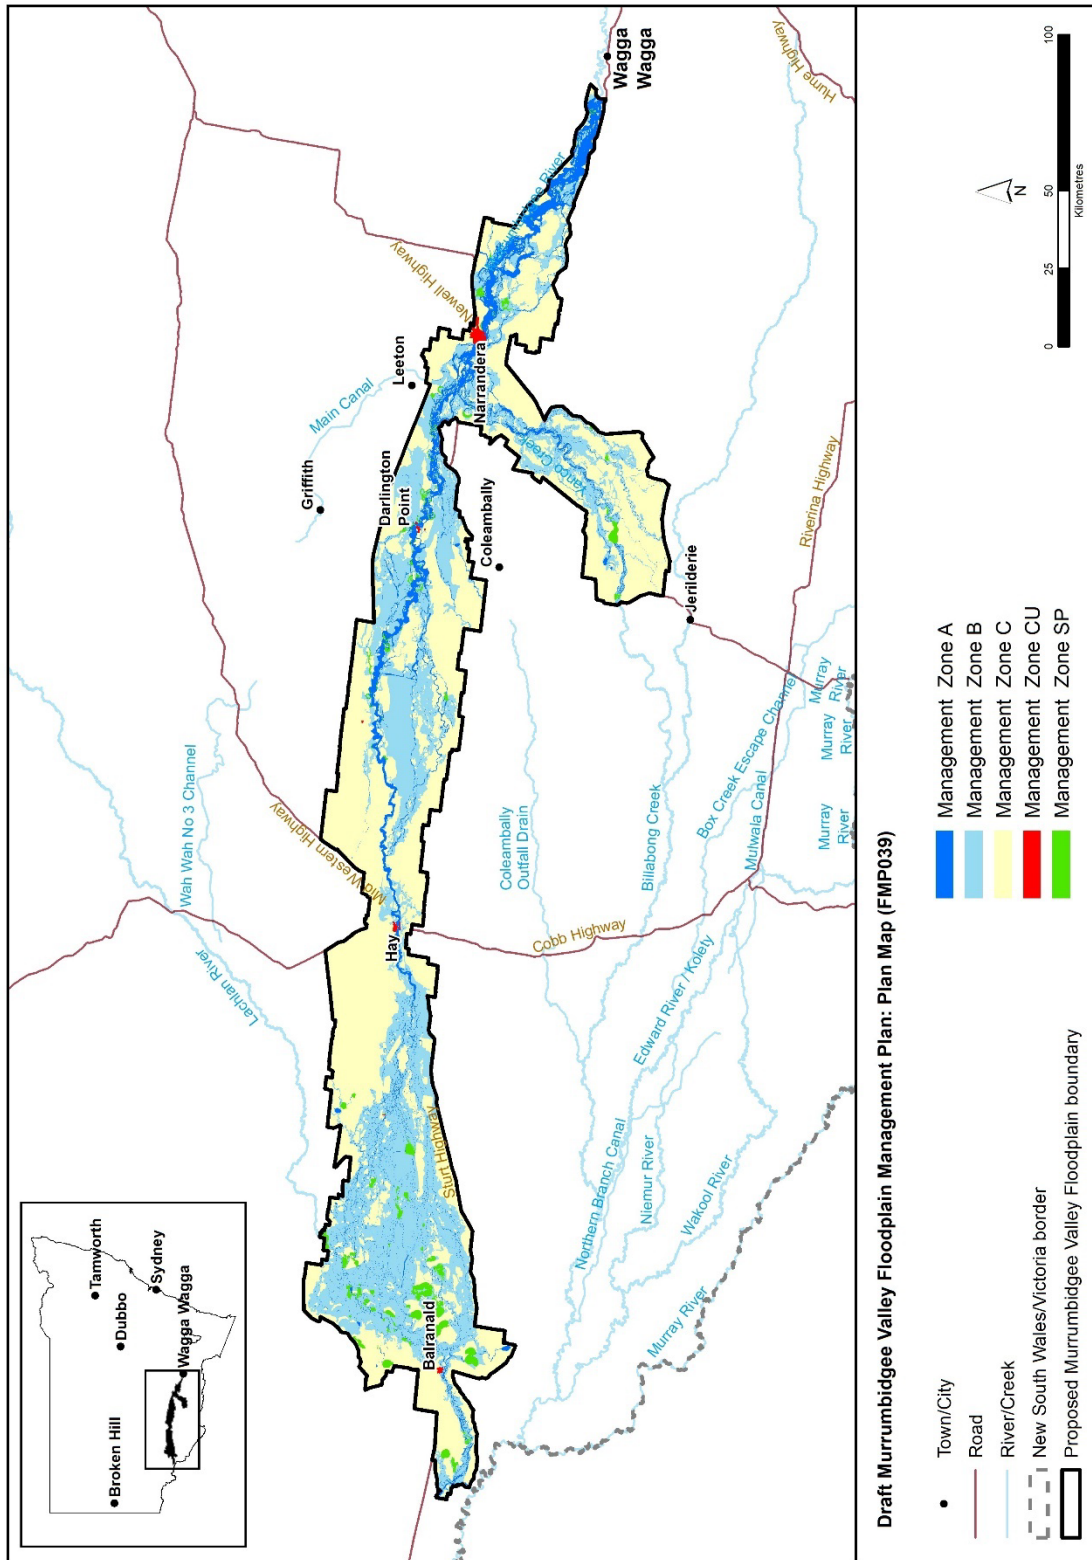 Broken Hill
Tamworth
Dubbo
Sydney
Wagga Wagga
Lachlan River
Wah Wah No 3 Channel
Mid Western Highway
Griffith
Main Canal
Leeton
Newell Highway
Murrumbidgee River
Wagga
Wagga
Darlington
Point
Narrandera
Hay
Balranald
Sturt Highway
Coleambally
Yanco Creek
Coleambally
Outfall Drain
Cobb Highway
Billabong Creek
Jerilderie
Northern Branch Canal
Edward River / Kolety
Niemur River
Wakool River
Murray River
Box Creek Escape Channel
Mulwala Canal
Riverina Highway
Hume Highway
Murray
River
Murray
River
Murray
River
Draft Murrumbidgee Valley Floodplain Management Plan: Plan Map (FMP039)
Town/City
Road
River/Creek
New South Wales/Victoria border
Proposed Murrumbidgee Valley Floodplain boundary
Management Zone A
Management Zone B
Management Zone C
Management Zone CU
Management Zone SP
N
0 25 50 100
Kilometres